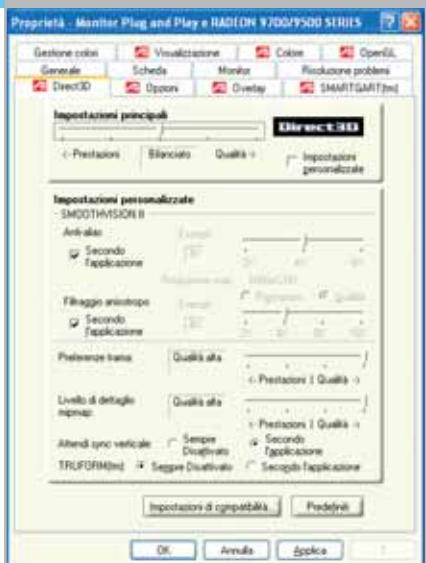 Proprietà - Monitor Plug and Play e RADEON 9700/9500 SERIES
Gestione colori Visualizzazione Colore OpenGL
Generale Scheda Monitor Risoluzione problemi
Direct3D Opzioni Overlay SMARTGART(tm)
Impostazioni principali
Direct3D
<- Prestazioni Bilanciato Qualità ->
Impostazioni personalizzate
Impostazioni personalizzate
SMOOTHVISION II
Anti-alias
Secondo l'applicazione
Filtraggio anisotropo
Secondo l'applicazione
Preferenze trama: Qualità alta
<- Prestazioni | Qualità ->
Livello di dettaglio mipmap: Qualità alta
<- Prestazioni | Qualità ->
Attendi sync verticale: Sempre Disattivato Secondo l'applicazione
TRUFORM(tm): Sempre Disattivato Secondo l'applicazione
Impostazioni di compatibilità... Predefiniti
OK Annulla Applica ?